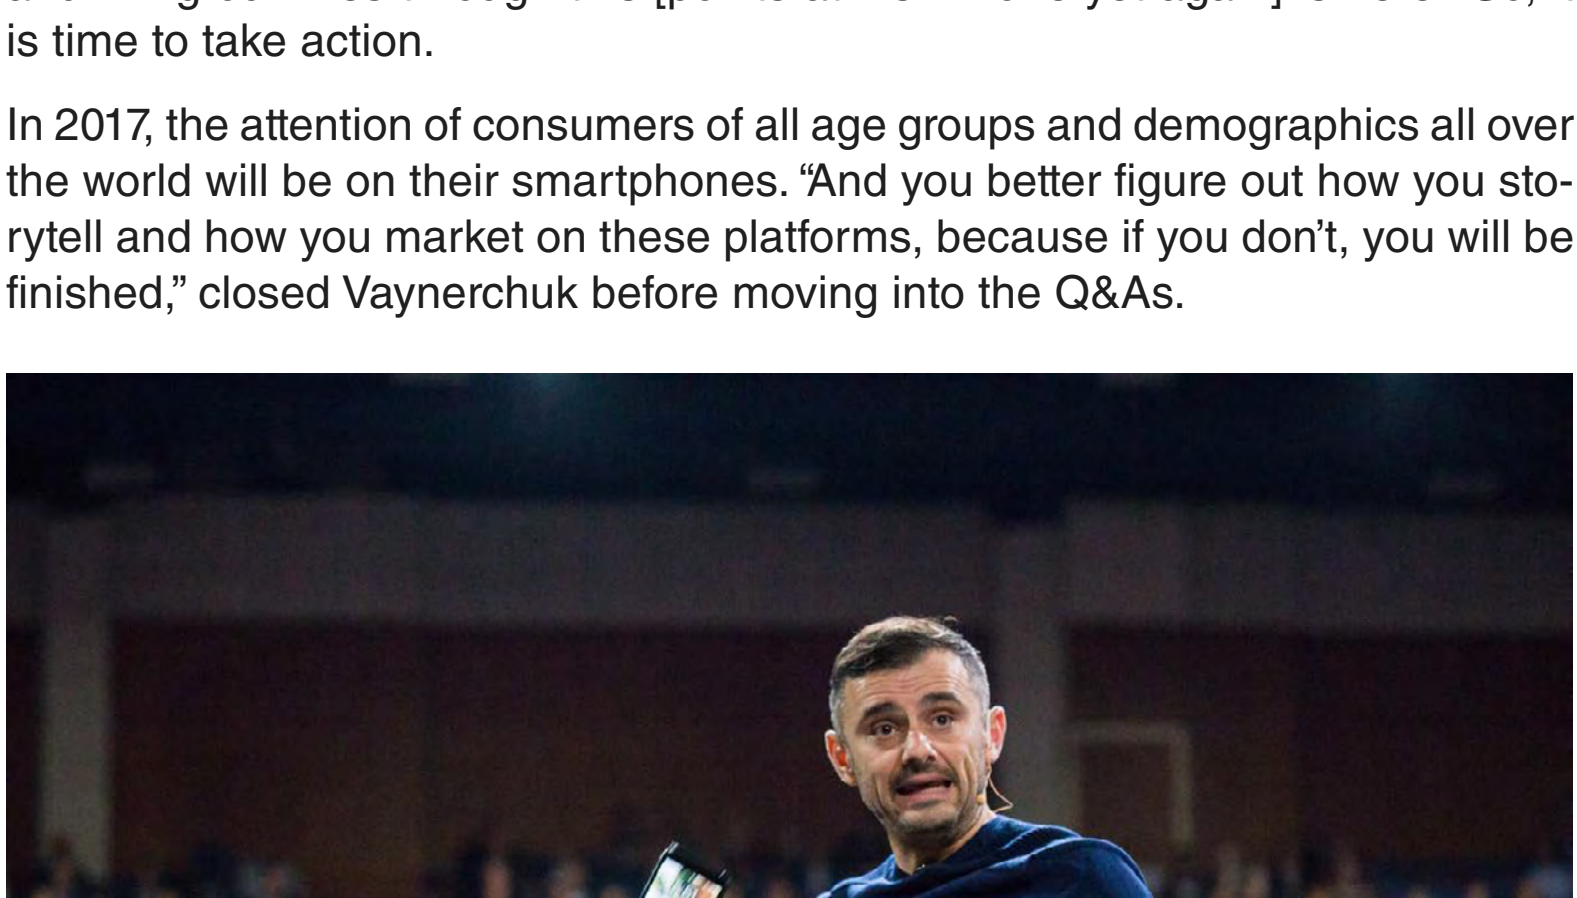 is time to take action.
In 2017, the attention of consumers of all age groups and demographics all over
the world will be on their smartphones. “And you better figure out how you sto-
rytell and how you market on these platforms, because if you don’t, you will be
finished,” closed Vaynerchuk before moving into the Q&As.